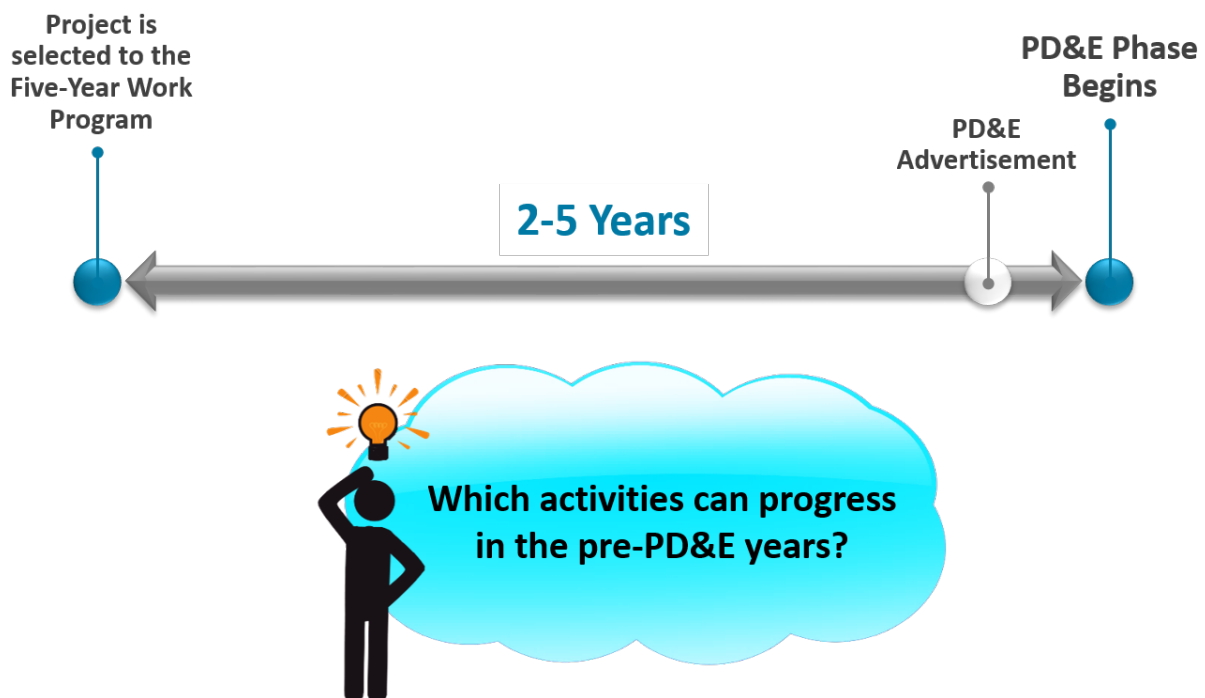 Project is
selected to the
Five-Year Work
Program
PD&E Phase
Begins
PD&E
Advertisement
2-5 Years
Which activities can progress
in the pre-PD&E years?